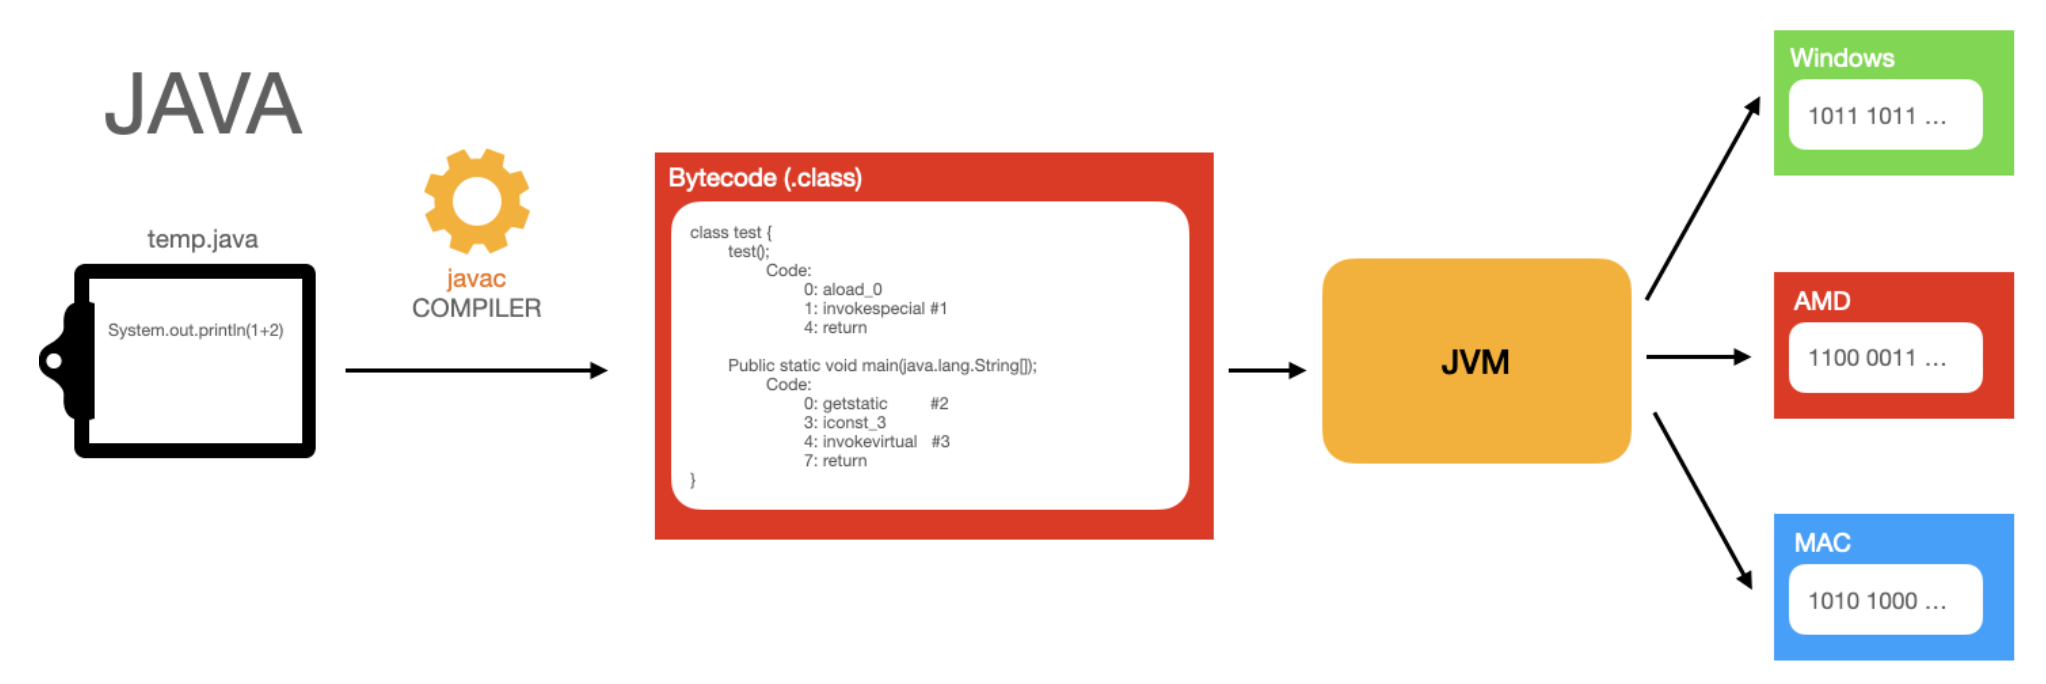 JAVA
temp.java
System.out.println(1+2)
javac
COMPILER
Bytecode (.class)
class test {
test();
Code:
0: aload_0
1: invokespecial #1
4: return
Public static void main(java.lang.String[]);
Code:
0: getstatic #2
3: iconst_3
4: invokevirtual #3
7: return
}
JVM
Windows
1011 1011 ...
AMD
1100 0011 ...
MAC
1010 1000 ...